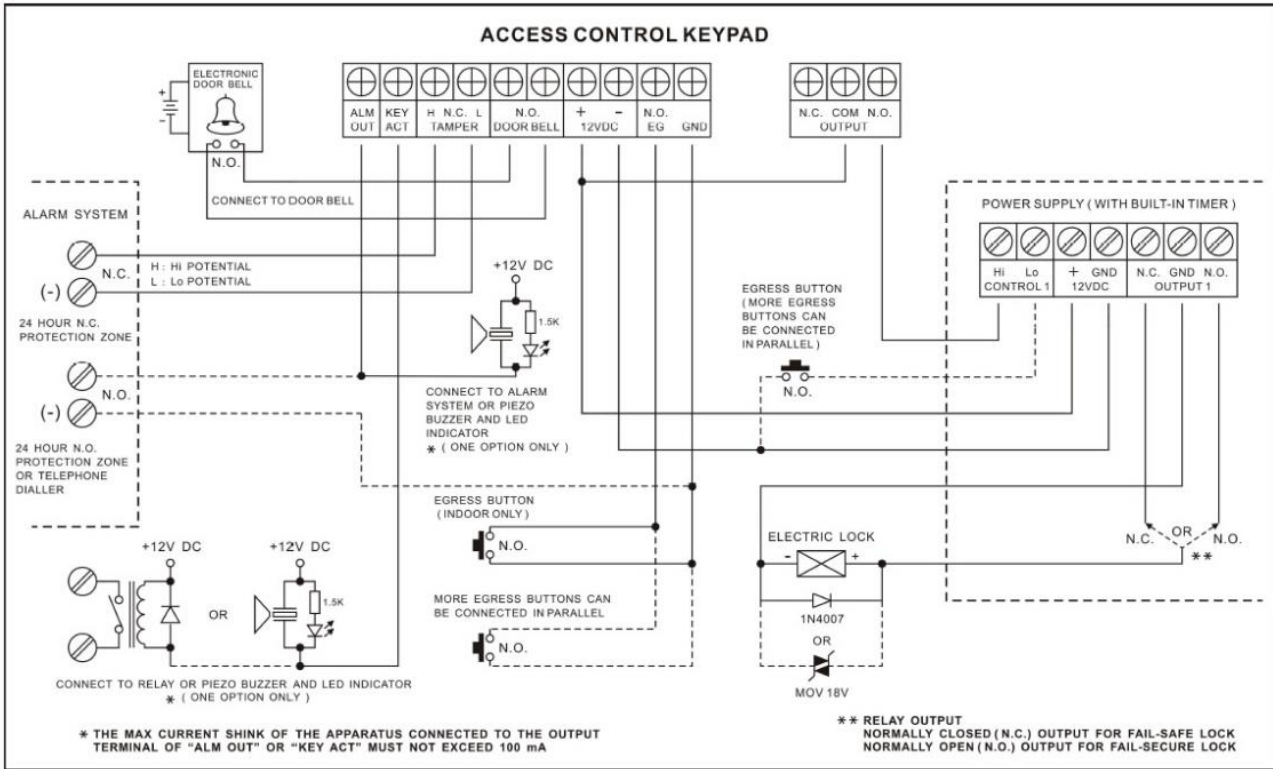 ACCESS CONTROL KEYPAD
ELECTRONIC
DOOR BELL
+
-
N.O.
CONNECT TO DOOR BELL
ALM
OUT
KEY
ACT
H N.C. L
TAMPER
N.O.
DOOR BELL
+ -
12VDC
N.O.
EG
GND
N.C. COM N.O.
OUTPUT
ALARM SYSTEM
N.C.
(-)
H : Hi POTENTIAL
L : Lo POTENTIAL
24 HOUR N.C.
PROTECTION ZONE
N.O.
(-)
24 HOUR N.O.
PROTECTION ZONE
OR TELEPHONE
DIALLER
+12V DC
1.5K
CONNECT TO ALARM
SYSTEM OR PIEZO
BUZZER AND LED
INDICATOR
* ( ONE OPTION ONLY )
POWER SUPPLY ( WITH BUILT-IN TIMER )
Hi Lo
CONTROL 1
+ GND
12VDC
N.C. GND N.O.
OUTPUT 1
EGRESS BUTTON
(MORE EGRESS
BUTTONS CAN
BE CONNECTED
IN PARALLEL)
N.O.
EGRESS BUTTON
(INDOOR ONLY)
N.O.
MORE EGRESS BUTTONS CAN
BE CONNECTED IN PARALLEL
N.O.
N.C. OR N.O.
**
ELECTRIC LOCK
- +
1N4007
OR
MOV 18V
+12V DC
OR
+12V DC
1.5K
CONNECT TO RELAY OR PIEZO BUZZER AND LED INDICATOR
* ( ONE OPTION ONLY )
* THE MAX CURRENT SHINK OF THE APPARATUS CONNECTED TO THE OUTPUT
TERMINAL OF “ALM OUT” OR “KEY ACT” MUST NOT EXCEED 100 mA
** RELAY OUTPUT
NORMALLY CLOSED ( N.C. ) OUTPUT FOR FAIL-SAFE LOCK
NORMALLY OPEN ( N.O. ) OUTPUT FOR FAIL-SECURE LOCK